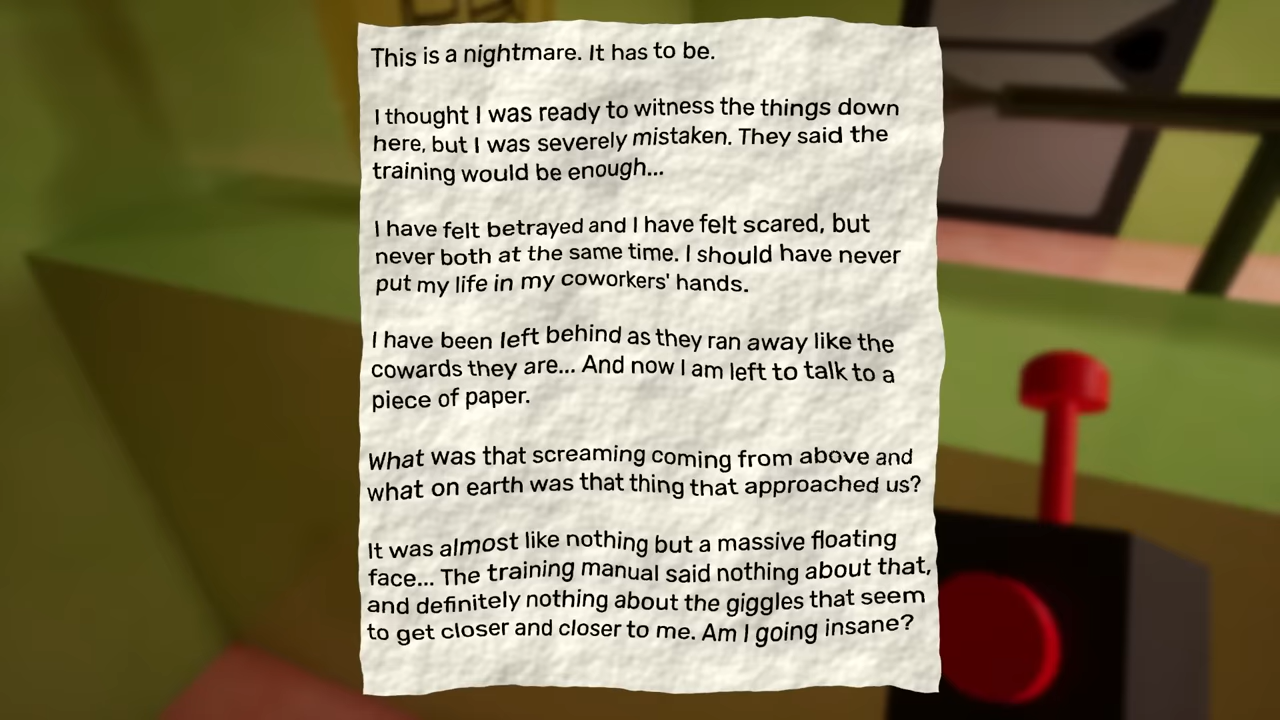 This is a nightmare. It has to be.
I thought I was ready to witness the things down
here, but I was severely mistaken. They said the
training would be enough...
I have felt betrayed and I have felt scared, but
never both at the same time. I should have never
put my life in my coworkers' hands.
I have been left behind as they ran away like the
cowards they are... And now I am left to talk to a
piece of paper.
What was that screaming coming from above and
what on earth was that thing that approached us?
It was almost like nothing but a massive floating
face... The training manual said nothing about that,
and definitely nothing about the giggles that seem
to get closer and closer to me. Am I going insane?